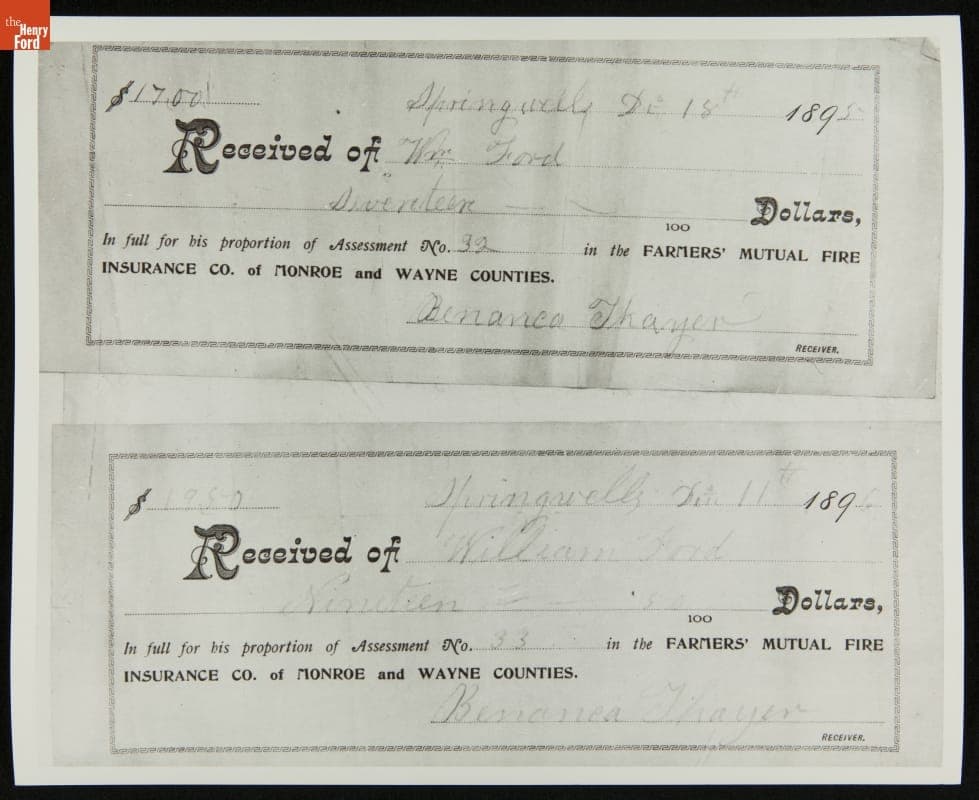 the
Henry
Ford
$17.00 Springwells Dec 18th 1895
Received of Wm Ford
Seventeen — — Dollars,
100
In full for his proportion of Assessment No. 32 in the FARMERS' MUTUAL FIRE
INSURANCE CO. of MONROE and WAYNE COUNTIES.
Thayer
RECEIVER.
$ 19 50 Springwells Dec 11th 1896
Received of William Ford
Nineteen — — 50 Dollars,
100
In full for his proportion of Assessment No. 33 in the FARMERS' MUTUAL FIRE
INSURANCE CO. of MONROE and WAYNE COUNTIES.
Thayer
RECEIVER.